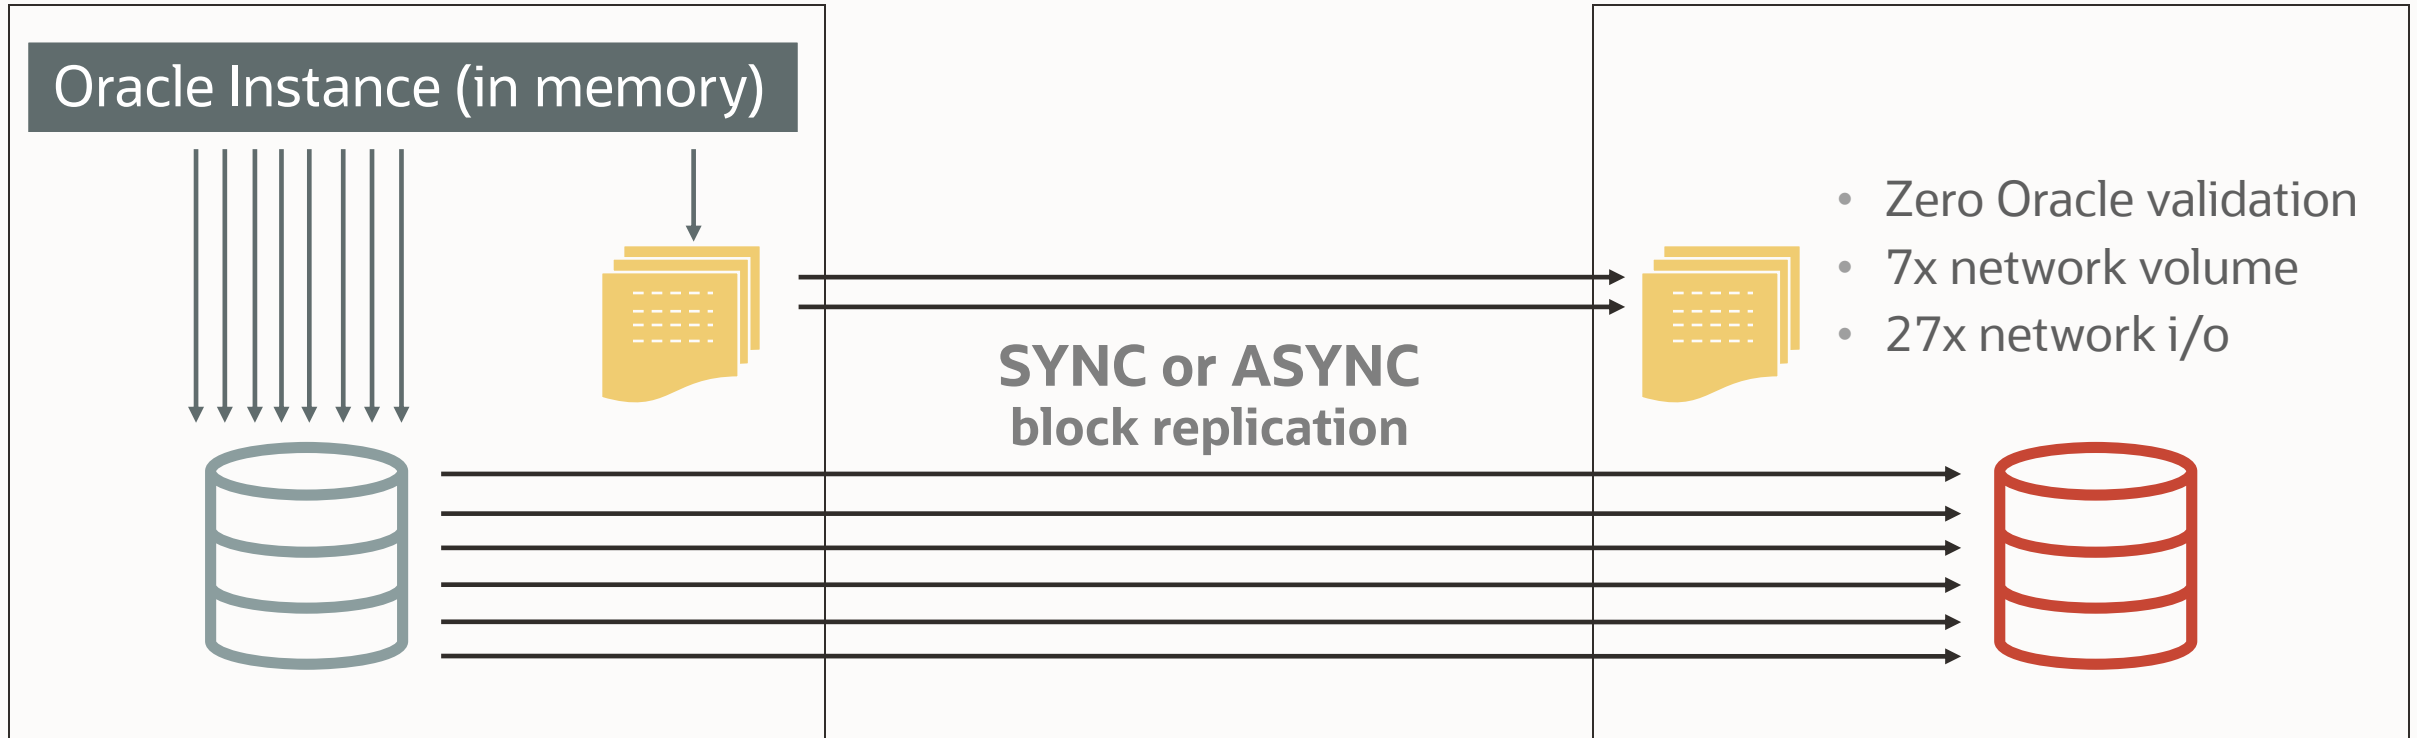 Oracle Instance (in memory)
• Zero Oracle validation
• 7x network volume
• 27x network i/o
SYNC or ASYNC
block replication